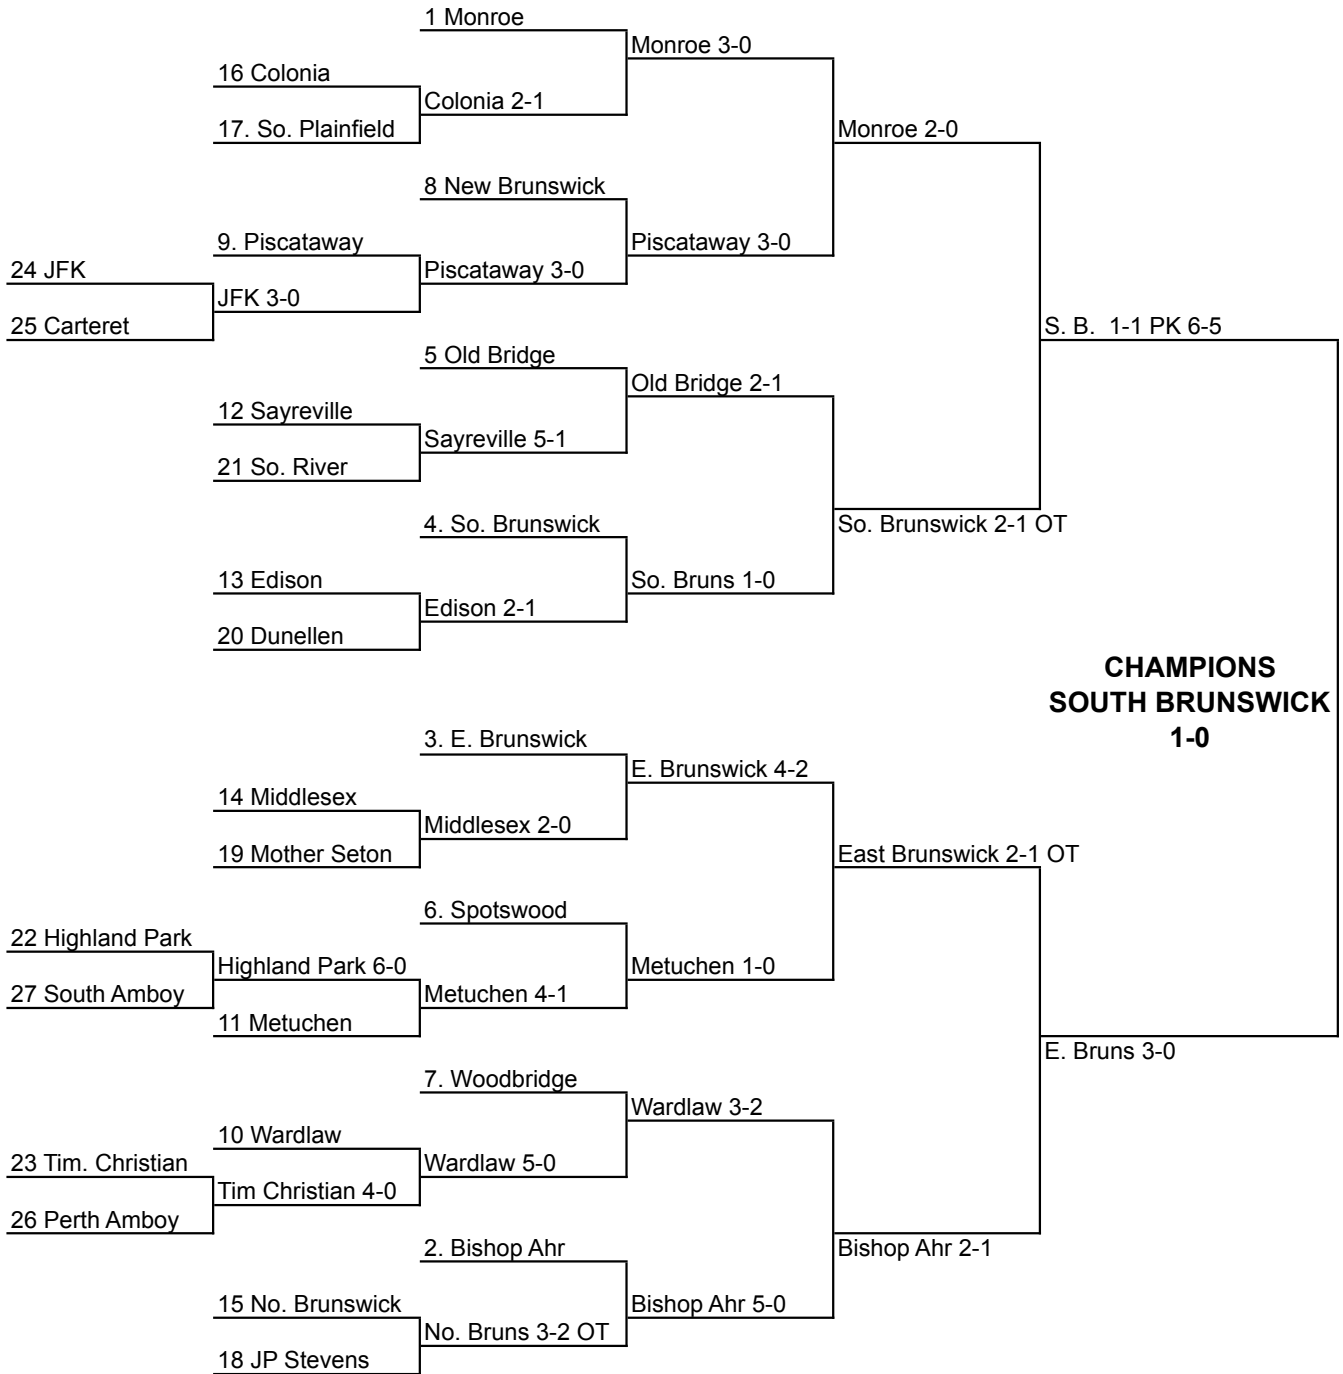 1 Monroe
Monroe 3-0
16 Colonia
Colonia 2-1
17. So. Plainfield
Monroe 2-0
8 New Brunswick
9. Piscataway
Piscataway 3-0
24 JFK
Piscataway 3-0
JFK 3-0
25 Carteret
S. B.  1-1 PK 6-5
5 Old Bridge
Old Bridge 2-1
12 Sayreville
Sayreville 5-1
21 So. River
4. So. Brunswick
So. Brunswick 2-1 OT
13 Edison
So. Bruns 1-0
Edison 2-1
20 Dunellen
CHAMPIONS
SOUTH BRUNSWICK
1-0
3. E. Brunswick
E. Brunswick 4-2
14 Middlesex
Middlesex 2-0
19 Mother Seton
East Brunswick 2-1 OT
6. Spotswood
22 Highland Park
Highland Park 6-0
Metuchen 1-0
27 South Amboy
Metuchen 4-1
11 Metuchen
E. Bruns 3-0
7. Woodbridge
Wardlaw 3-2
10 Wardlaw
23 Tim. Christian
Wardlaw 5-0
Tim Christian 4-0
26 Perth Amboy
2. Bishop Ahr
Bishop Ahr 2-1
15 No. Brunswick
Bishop Ahr 5-0
No. Bruns 3-2 OT
18 JP Stevens